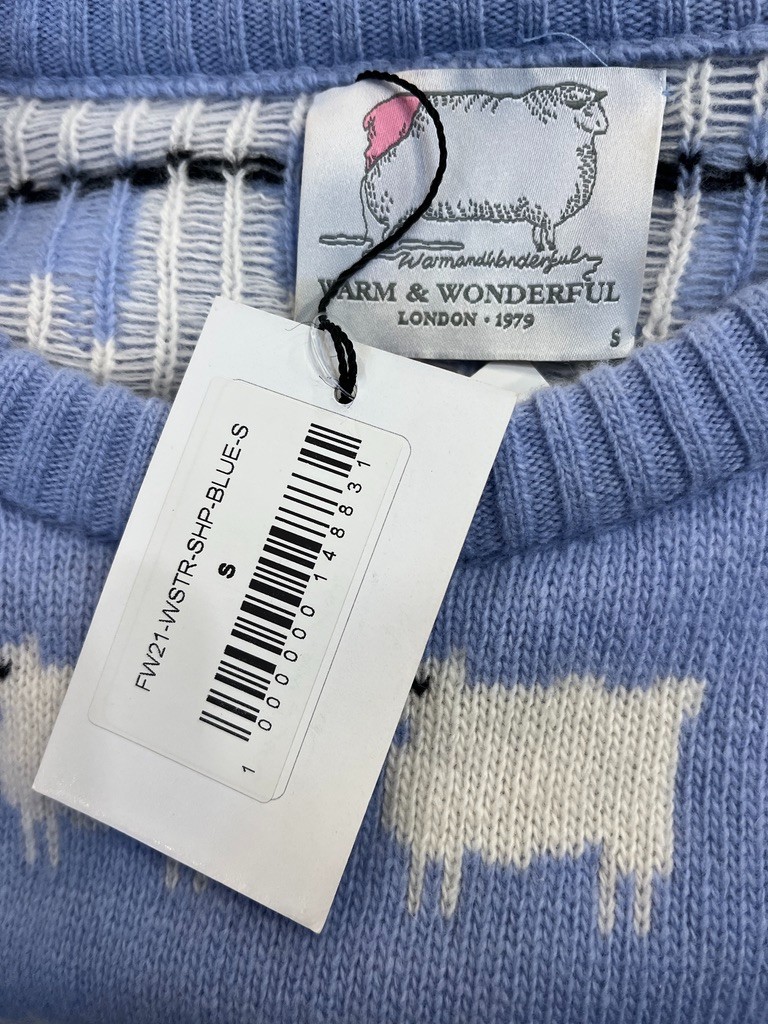 Warmandwonderful
WARM & WONDERFUL
LONDON • 1979
S
FW21-WSTR-SHP-BLUE-S
S
1 000000 148831